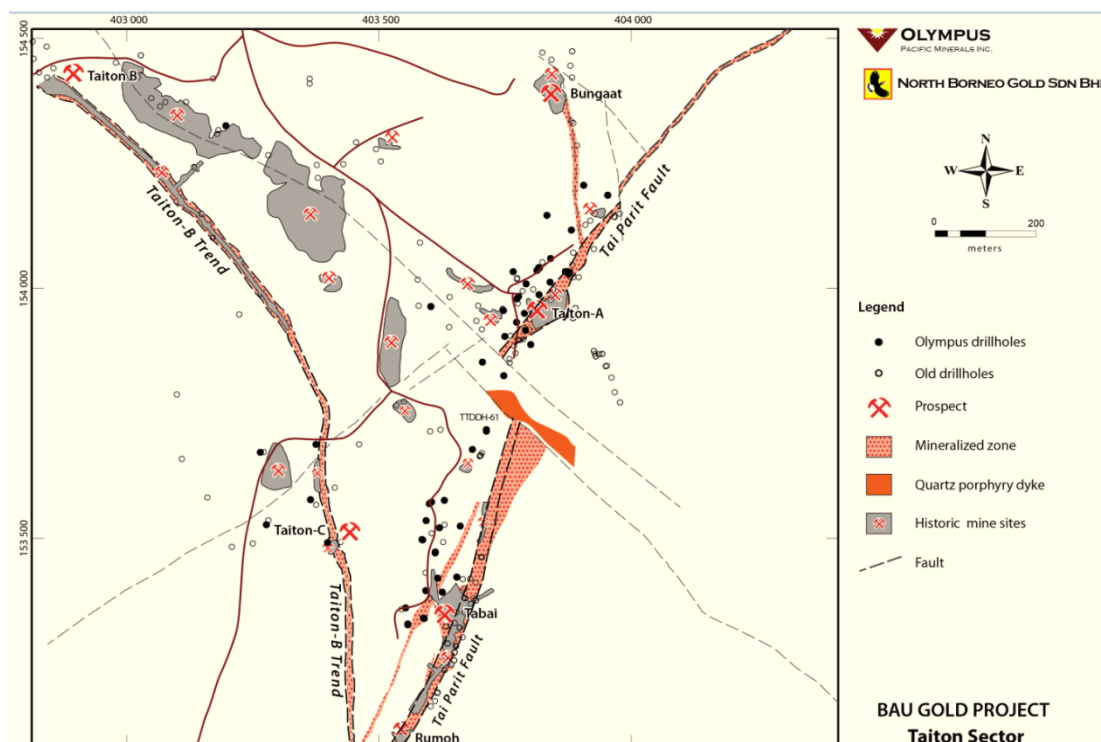 403 000
403 500
404 000
154 500
154 000
153 500
Taiton B
Bungaat
Taiton-B Trend
Tai Parit Fault
Taiton-A
TTDDH-61
Taiton-C
Tabai
Taiton-B Trend
Tai Parit Fault
Rumoh
OLYMPUS
PACIFIC MINERALS INC.
NORTH BORNEO GOLD SDN BH
N
W
E
S
0
200
meters
Legend
Olympus drillholes
Old drillholes
Prospect
Mineralized zone
Quartz porphyry dyke
Historic mine sites
Fault
BAU GOLD PROJECT
Taiton Sector